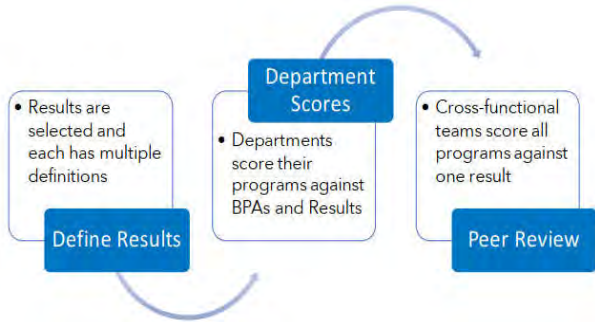 • Results are
selected and
each has multiple
definitions
Define Results
Department
Scores
• Departments
score their
programs against
BPAs and Results
• Cross-functional
teams score all
programs against
one result
Peer Review